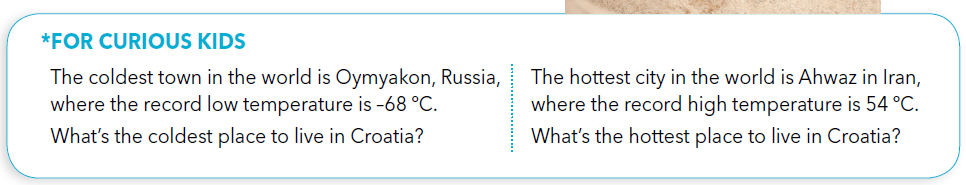 *FOR CURIOUS KIDS
The coldest town in the world is Oymyakon, Russia,
where the record low temperature is –68 ºC.
What's the coldest place to live in Croatia?
The hottest city in the world is Ahwaz in Iran,
where the record high temperature is 54 ºC.
What's the hottest place to live in Croatia?